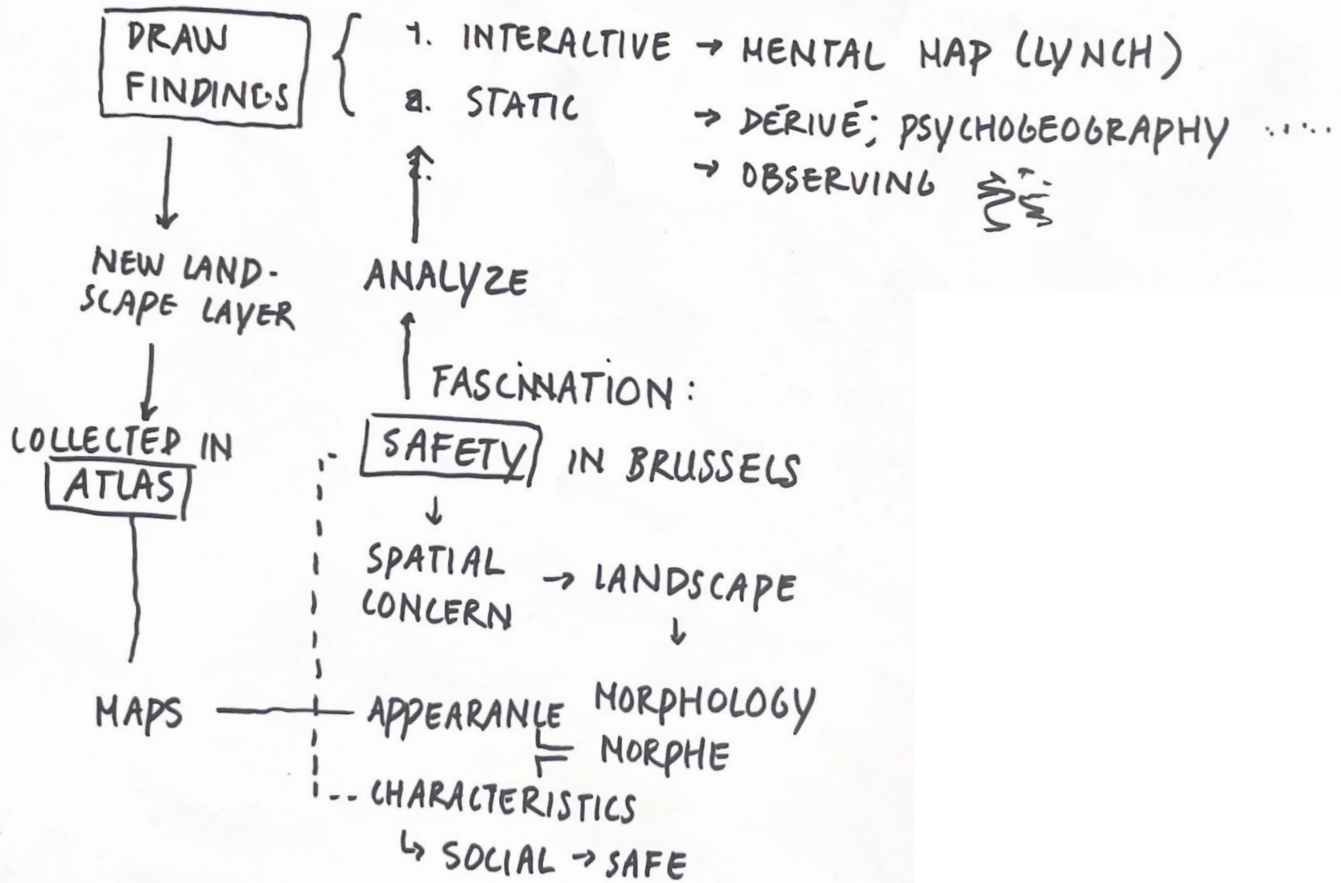 DRAW
FINDINGS
1. INTERACTIVE → MENTAL MAP (LYNCH)
2. STATIC
→ DÉRIVÉ; PSYCHOGEOGRAPHY .....
→ OBSERVING
NEW LAND-
SCAPE LAYER
ANALYZE
COLLECTED IN
ATLAS
FASCINATION:
SAFETY IN BRUSSELS
SPATIAL
CONCERN
→ LANDSCAPE
MAPS
APPEARANCE
MORPHOLOGY
MORPHE
CHARACTERISTICS
↳ SOCIAL → SAFE